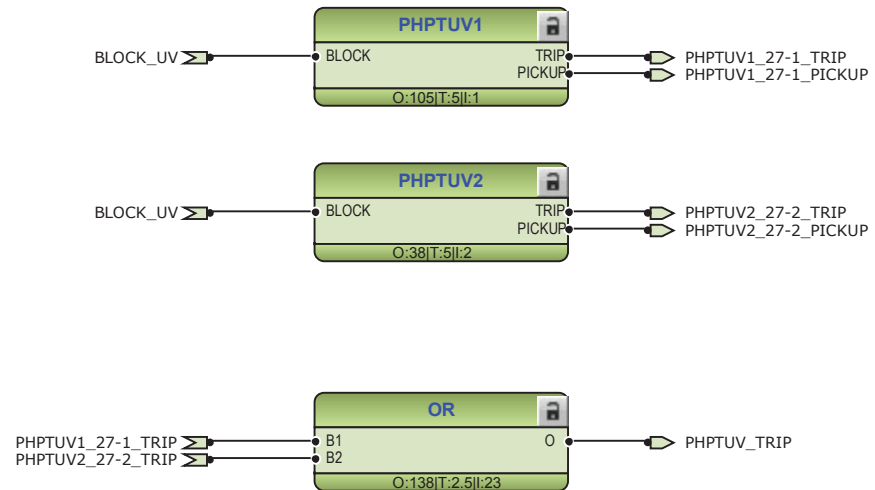 PHPTUV1
BLOCK_UV
BLOCK
TRIP
PHPTUV1_27-1_TRIP
PICKUP
PHPTUV1_27-1_PICKUP
O:105|T:5|I:1
PHPTUV2
BLOCK_UV
BLOCK
TRIP
PHPTUV2_27-2_TRIP
PICKUP
PHPTUV2_27-2_PICKUP
O:38|T:5|I:2
OR
PHPTUV1_27-1_TRIP
B1
O
PHPTUV_TRIP
PHPTUV2_27-2_TRIP
B2
O:138|T:2.5|I:23